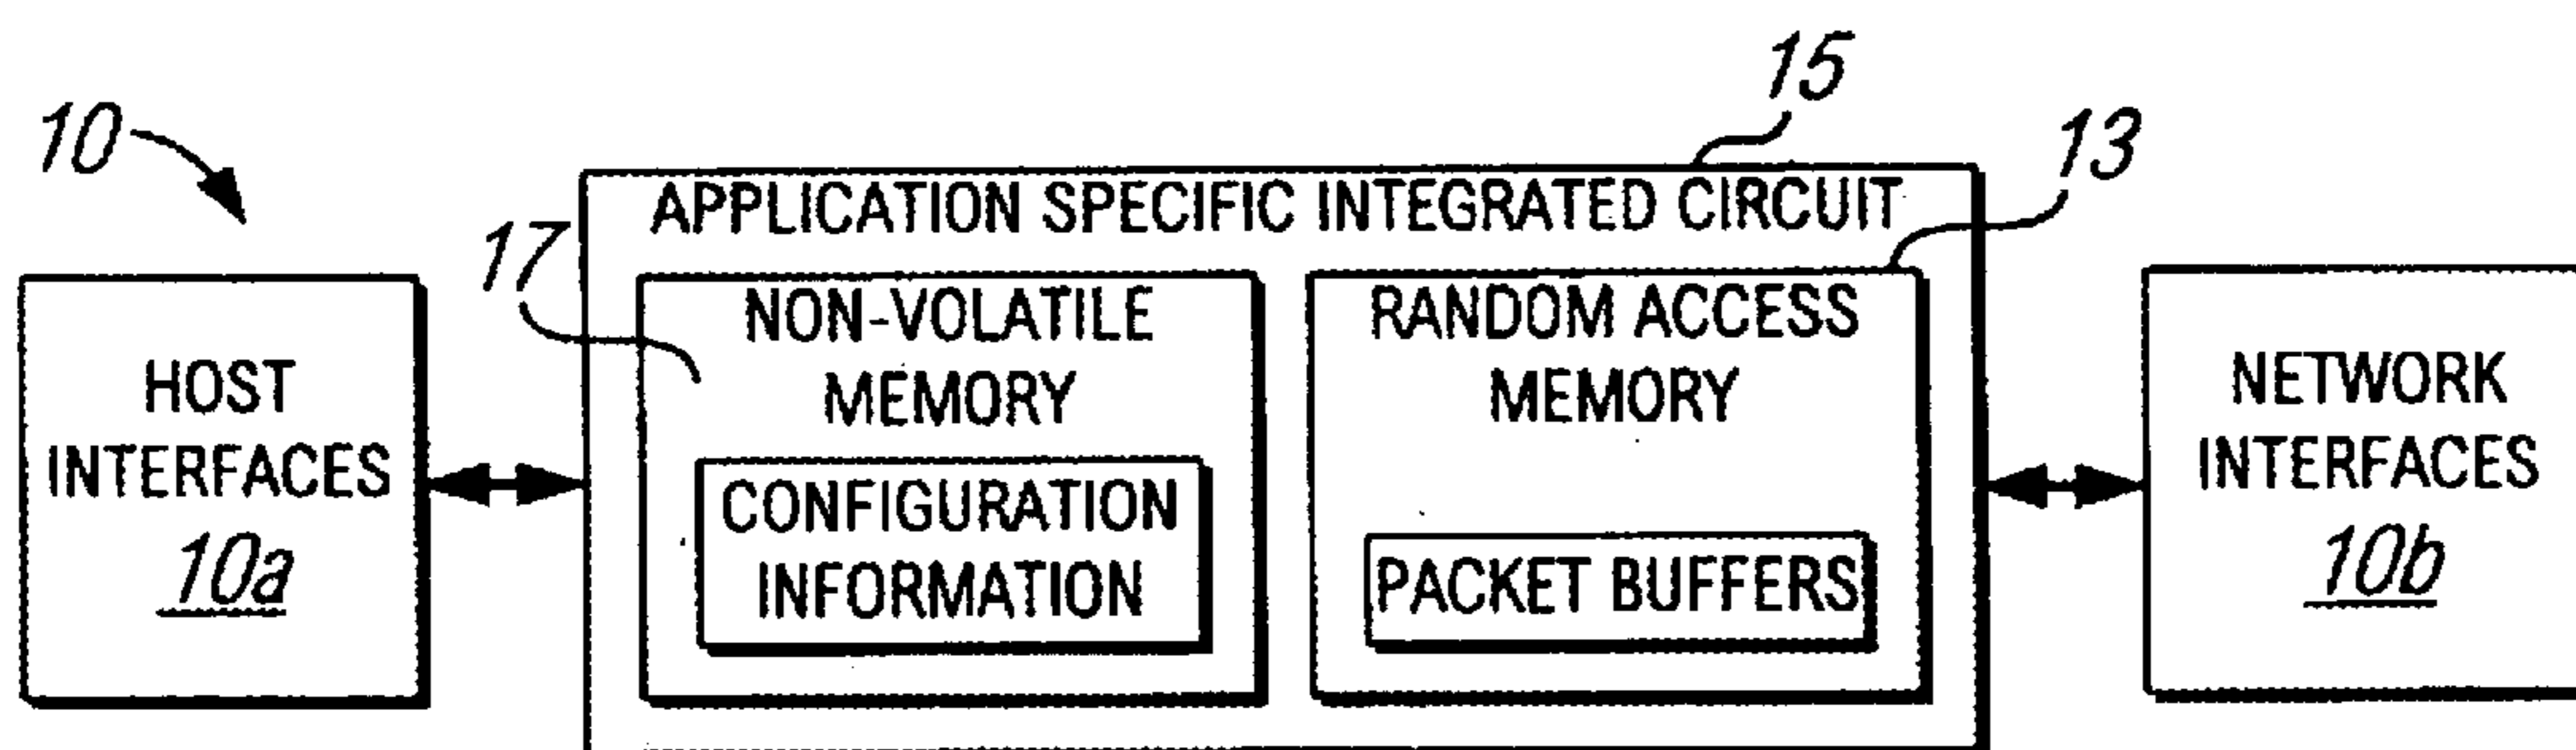 15
10
13
APPLICATION SPECIFIC INTEGRATED CIRCUIT
17
NON-VOLATILE
MEMORY
CONFIGURATION
INFORMATION
RANDOM ACCESS
MEMORY
PACKET BUFFERS
HOST
INTERFACES
10a
NETWORK
INTERFACES
10b